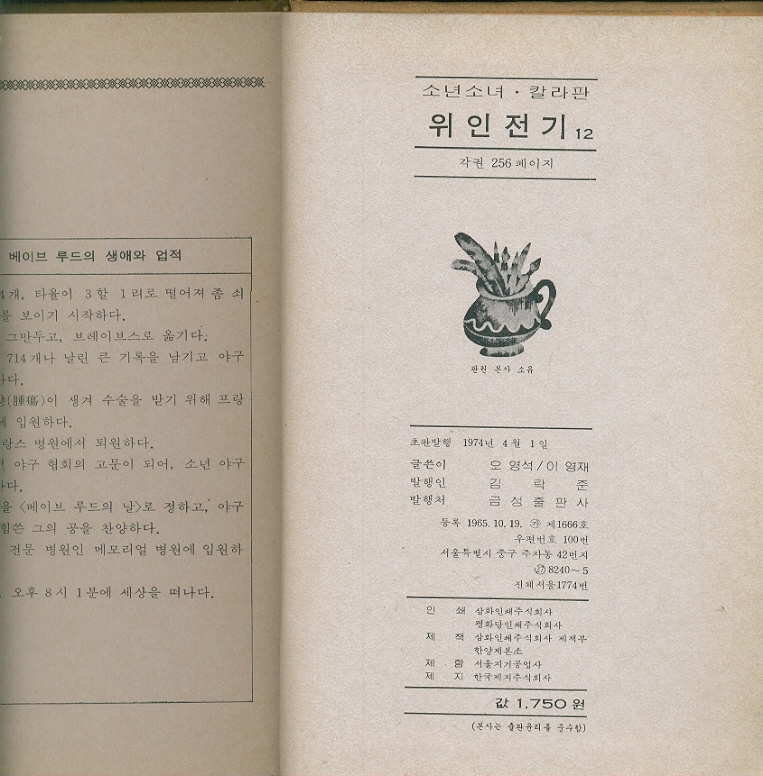 베이브 루드의 생애와 업적
4개, 타율이 3할 1리로 떨어져 좀 쇠
를 보이기 시작하다.
그만두고, 브레이브스로 옮기다.
714개나 날린 큰 기록을 남기고 야구
나다.
(腫瘍)이 생겨 수술을 받기 위해 프랑
에 입원하다.
랑스 병원에서 퇴원하다.
야구 협회의 고문이 되어, 소년 야구
하다.
을 〈베이브 루드의 날〉로 정하고, 야구
힘쓴 그의 공을 찬양하다.
전문 병원인 메모리얼 병원에 입원하
오후 8시 1분에 세상을 떠나다.
소년소녀·칼라판
위인전기 12
각권 256 페이지
판권 본사 소유
초판발행 1974년 4월 1일
글쓴이 오영석/이영재
발행인 김락준
발행처 금성출판사
등록 1965. 10. 19. ㉮ 제1666호
우편번호 100번
서울특별시 중구 주자동 42번지
8240~5
진체서울1774번
인쇄 삼화인쇄주식회사
평화당인쇄주식회사
제책 삼화인쇄주식회사 제책부
한양제본소
제함 서울지기공업사
제지 한국제지주식회사
값 1,750원
(본사는 출판윤리를 준수함)